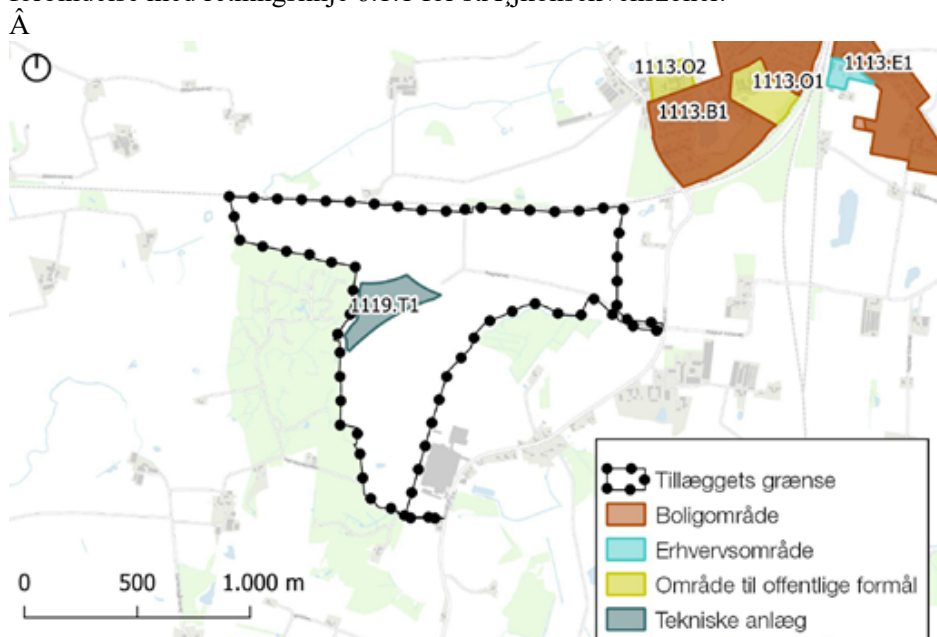 Â
1113.O2
1113.O1
1113.E1
1113.B1
1119.T1
Tillæggets grænse
Boligområde
Erhvervsområde
Område til offentlige formål
Tekniske anlæg
0 500 1.000 m